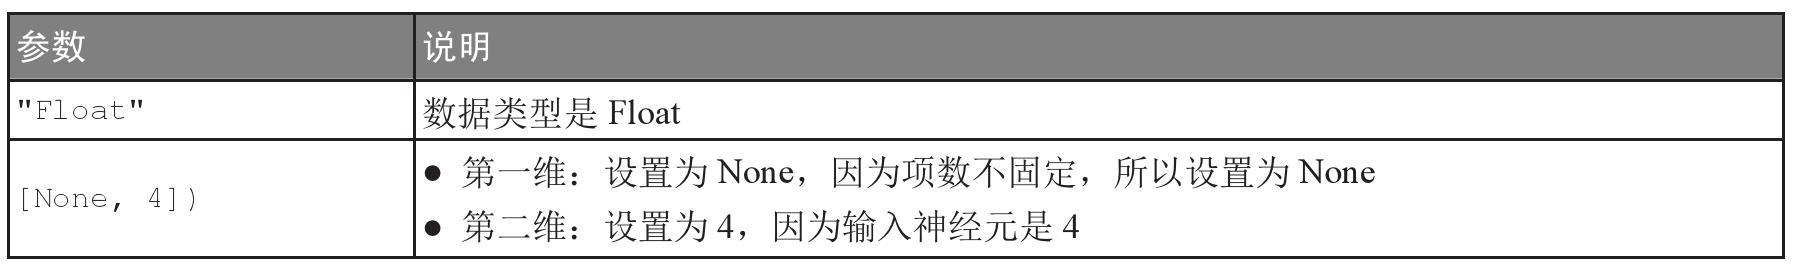 参数 说明
"Float" 数据类型是 Float
[None, 4]) ● 第一维：设置为 None，因为项数不固定，所以设置为 None
● 第二维：设置为 4，因为输入神经元是 4